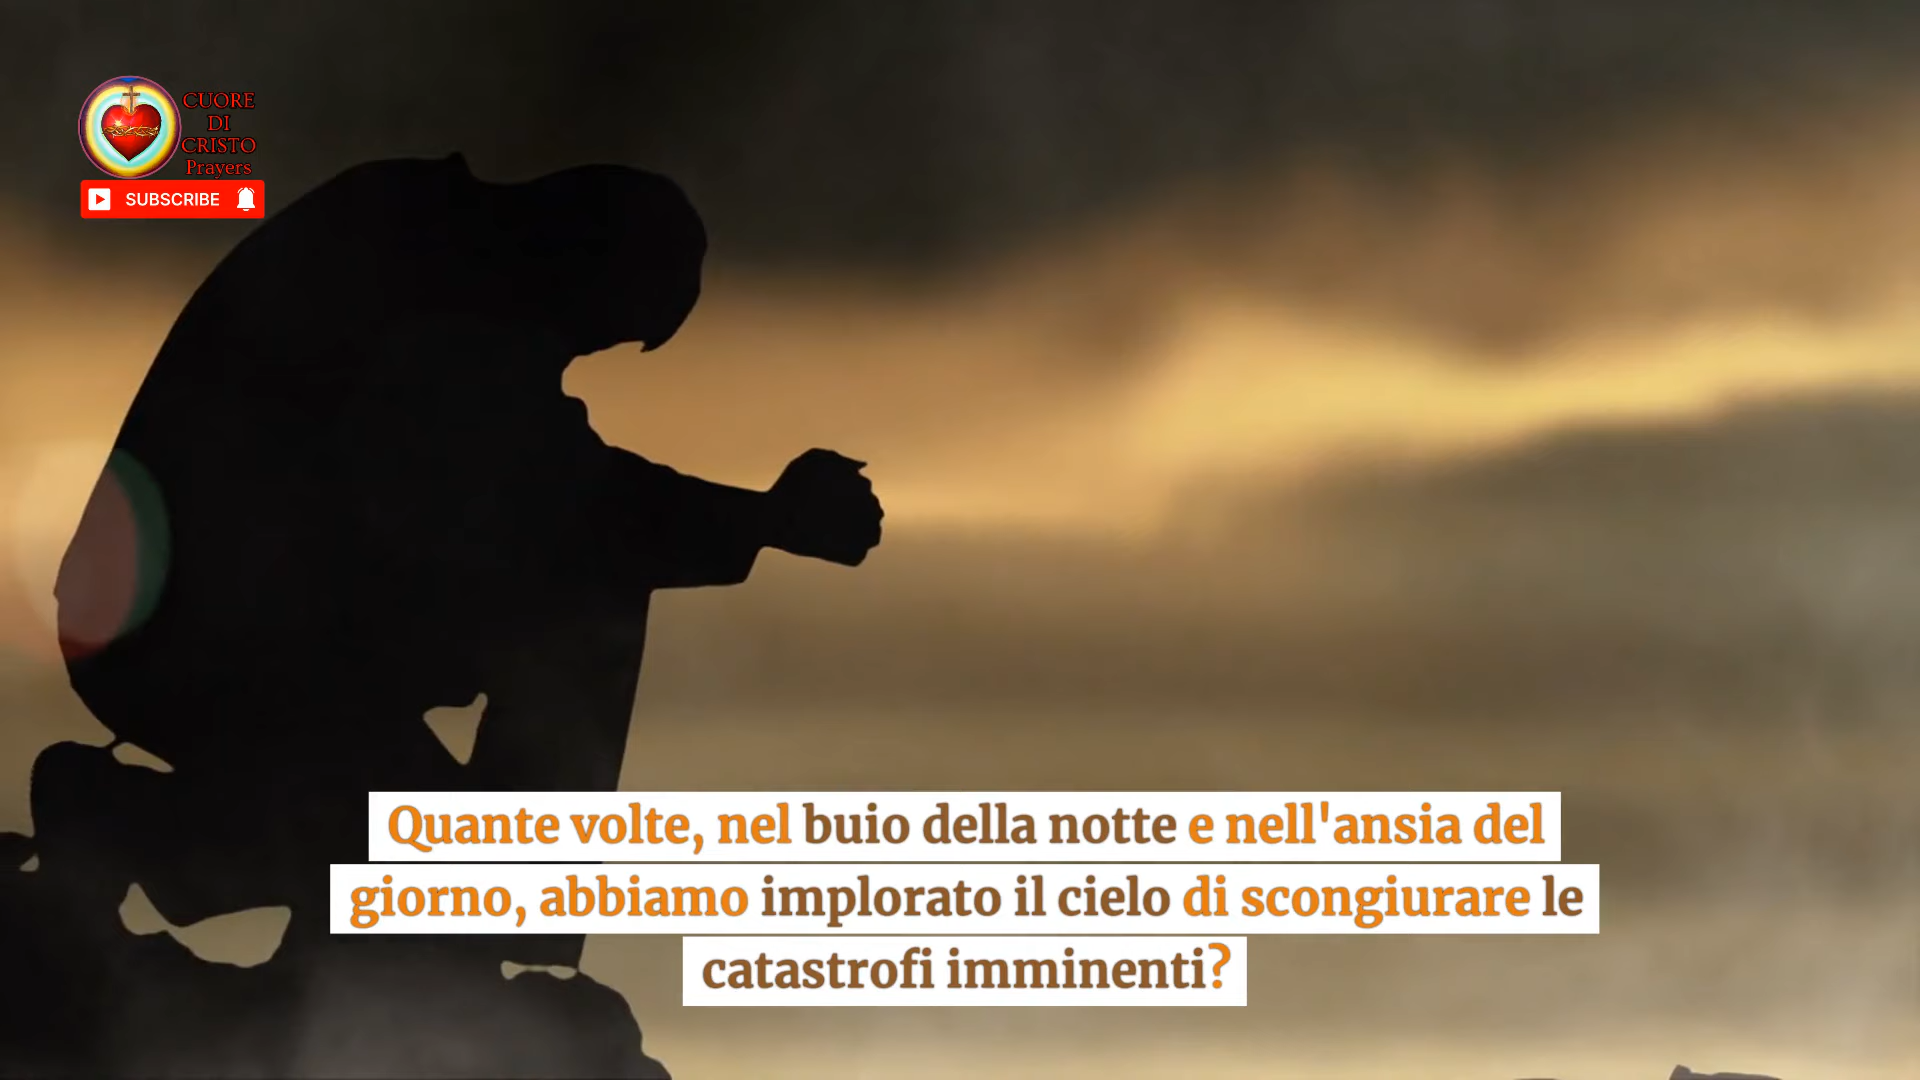 CUORE
DI
CRISTO
Prayers
SUBSCRIBE
Quante volte, nel buio della notte e nell'ansia del
giorno, abbiamo implorato il cielo di scongiurare le
catastrofi imminenti?